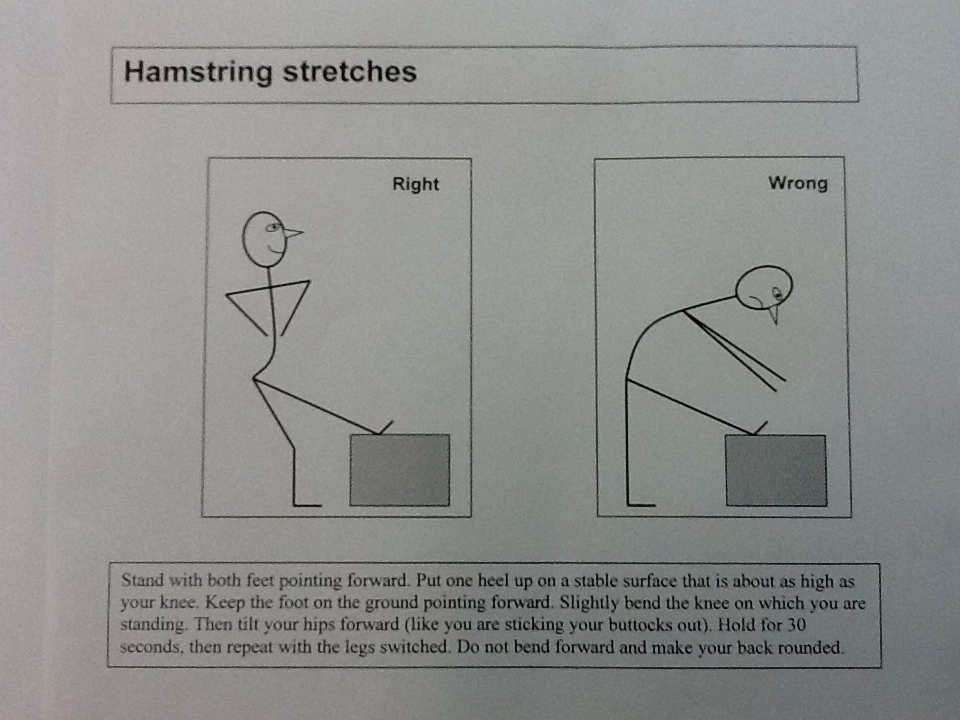 Hamstring stretches
Right
Wrong
Stand with both feet pointing forward. Put one heel up on a stable surface that is about as high as
your knee. Keep the foot on the ground pointing forward. Slightly bend the knee on which you are
standing. Then tilt your hips forward (like you are sticking your buttocks out). Hold for 30
seconds, then repeat with the legs switched. Do not bend forward and make your back rounded.